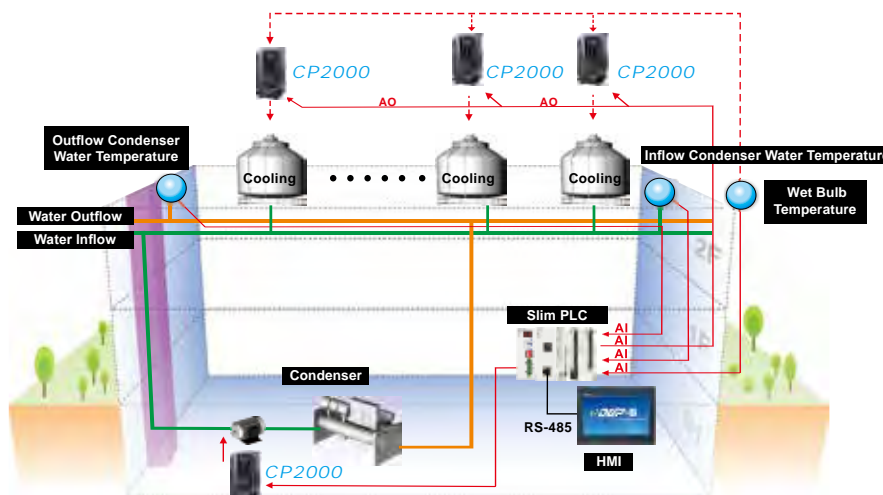 CP2000
CP2000
CP2000
AO
AO
Outflow Condenser
Water Temperature
Inflow Condenser Water Temperature
Cooling
Cooling
Cooling
Wet Bulb
Temperature
Water Outflow
Water Inflow
Slim PLC
AI
AI
AI
AI
Condenser
RS-485
HMI
CP2000